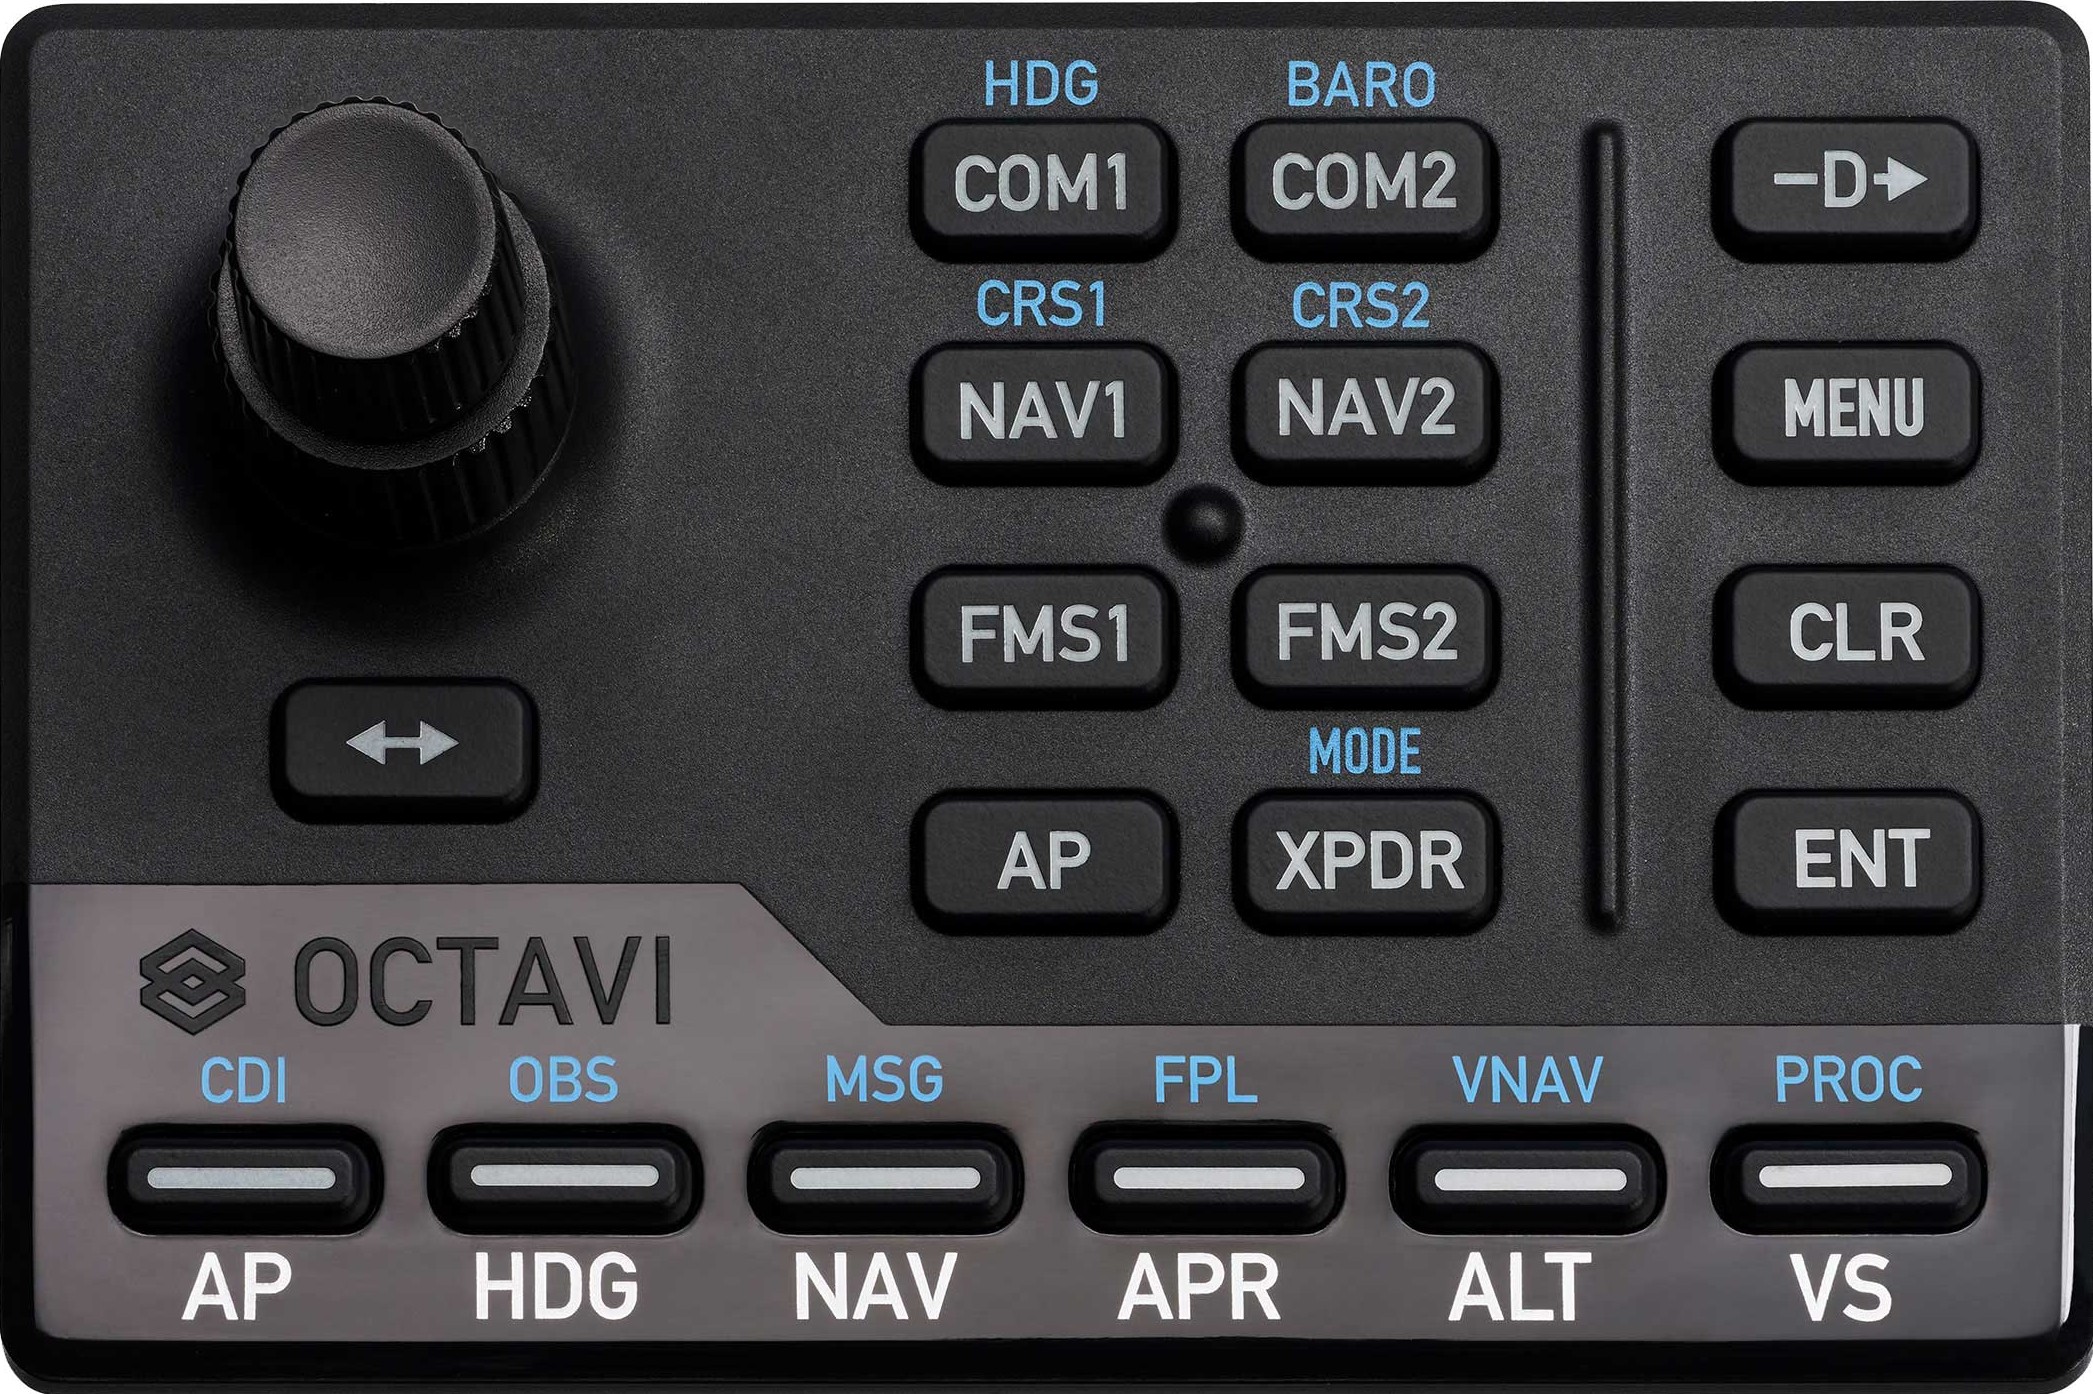 HDG BARO
COM1 COM2 –D→
CRS1 CRS2
NAV1 NAV2 MENU
FMS1 FMS2 CLR
↔
MODE
AP XPDR ENT
OCTAVI
CDI OBS MSG FPL VNAV PROC
AP HDG NAV APR ALT VS